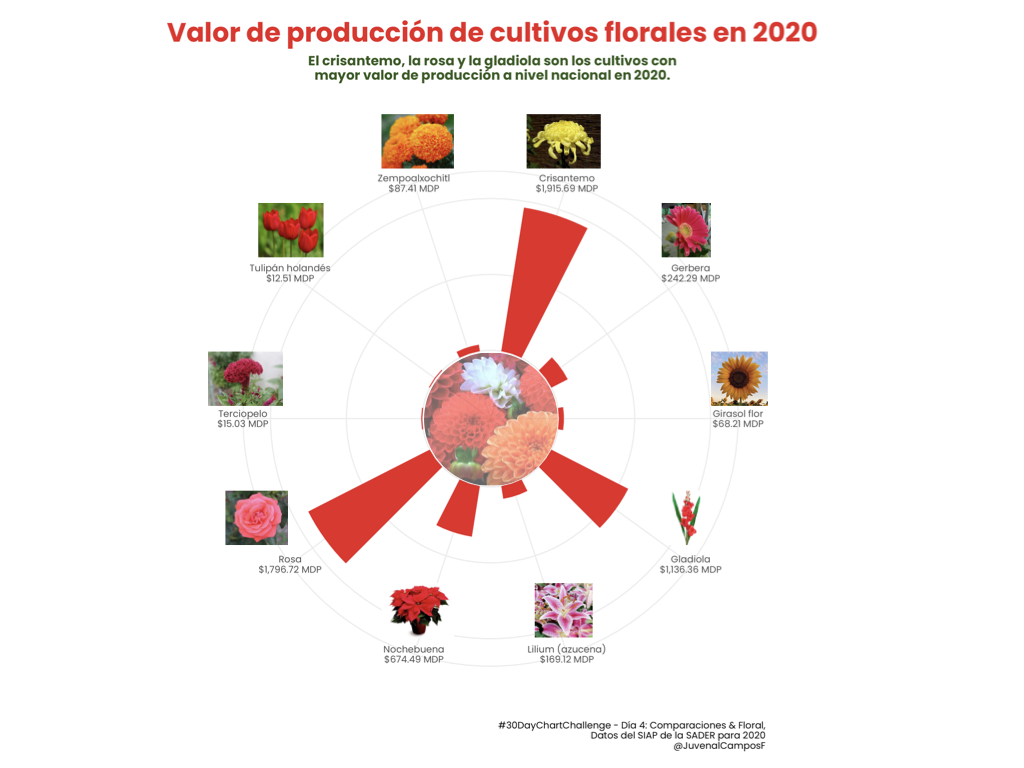 Valor de producción de cultivos florales en 2020
El crisantemo, la rosa y la gladiola son los cultivos con
mayor valor de producción a nivel nacional en 2020.
Zempoalxochitl
$87.41 MDP
Crisantemo
$1,915.69 MDP
Tulipán holandés
$12.51 MDP
Gerbera
$242.29 MDP
Terciopelo
$15.03 MDP
Girasol flor
$68.21 MDP
Rosa
$1,796.72 MDP
Gladiola
$1,136.36 MDP
Nochebuena
$674.49 MDP
Lilium (azucena)
$169.12 MDP
#30DayChartChallenge - Día 4: Comparaciones & Floral,
Datos del SIAP de la SADER para 2020
@JuvenalCamposF